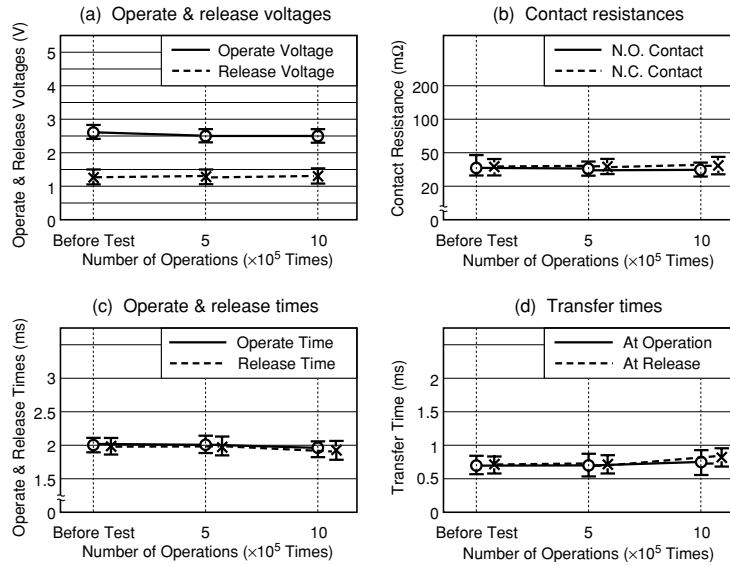 (a) Operate & release voltages
Operate & Release Voltages (V)
5
4
3
2
1
0
Operate Voltage
Release Voltage
Before Test
5
10
Number of Operations (×10⁵ Times)
(b) Contact resistances
Contact Resistance (mΩ)
200
100
50
20
0
N.O. Contact
N.C. Contact
Before Test
5
10
Number of Operations (×10⁵ Times)
(c) Operate & release times
Operate & Release Times (ms)
3
2.5
2
1.5
0
Operate Time
Release Time
Before Test
5
10
Number of Operations (×10⁵ Times)
(d) Transfer times
Transfer Time (ms)
2
1
0.5
0
At Operation
At Release
Before Test
5
10
Number of Operations (×10⁵ Times)